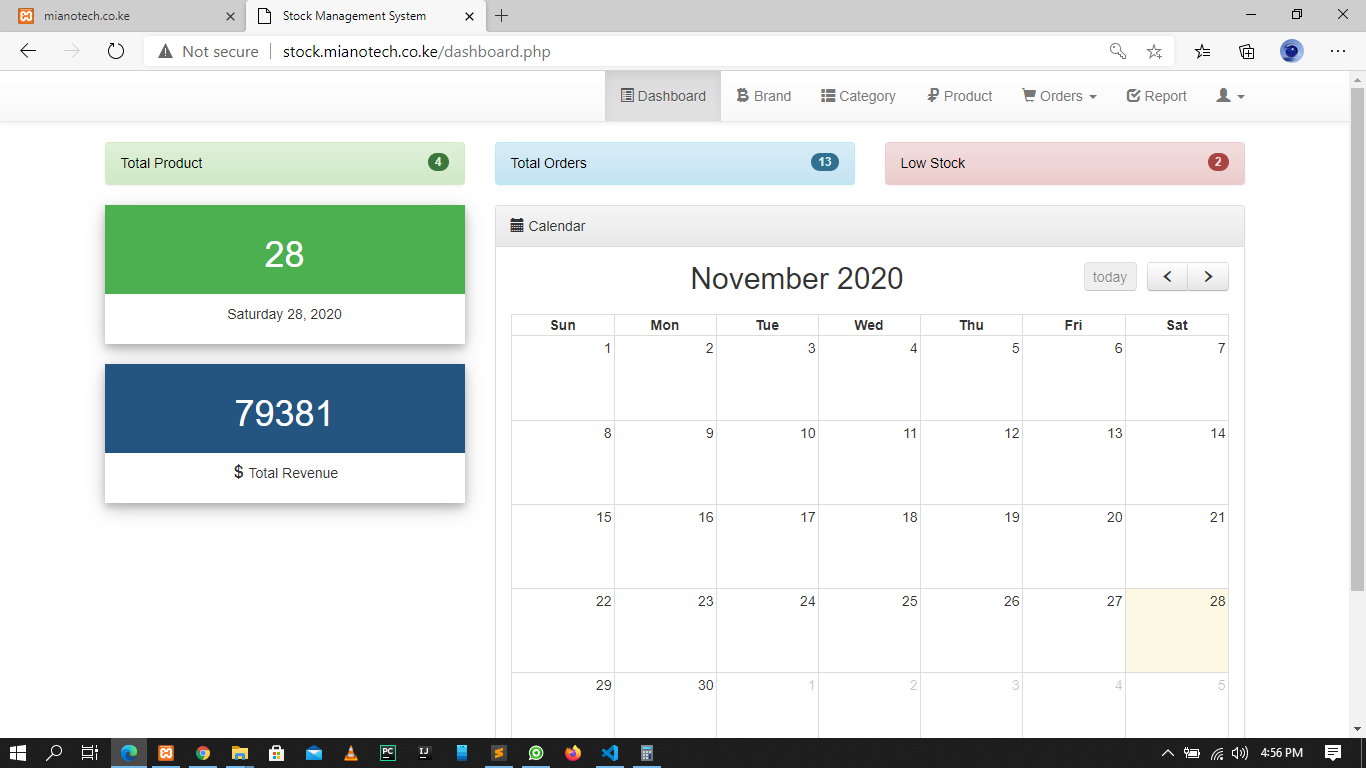 mianotech.co.ke
Stock Management System
Not secure
stock.mianotech.co.ke/dashboard.php
Dashboard
Brand
Category
Product
Orders
Report
Total Product 4
Total Orders 13
Low Stock 2
28
Saturday 28, 2020
79381
$ Total Revenue
Calendar
November 2020
today
Sun Mon Tue Wed Thu Fri Sat
1 2 3 4 5 6 7
8 9 10 11 12 13 14
15 16 17 18 19 20 21
22 23 24 25 26 27 28
29 30 1 2 3 4 5
PC
IJ
4:56 PM